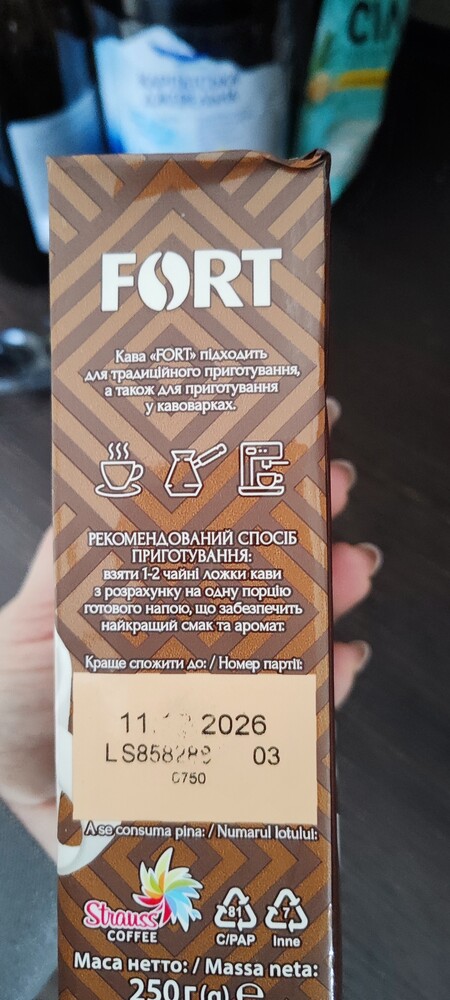 FORT
Кава «FORT» підходить
для традиційного приготування,
а також для приготування
у кавоварках.
РЕКОМЕНДОВАНИЙ СПОСІБ
ПРИГОТУВАННЯ:
взяти 1-2 чайні ложки кави
з розрахунку на одну порцію
готового напою, що забезпечить
найкращий смак та аромат.
Краще спожити до: / Номер партії:
2026
03
0750
A se consuma pina: / Numarul lotului:
Strauss
COFFEE
81
C/PAP
7
Inne
Маса нетто: / Massa neta:
250 г (g) e